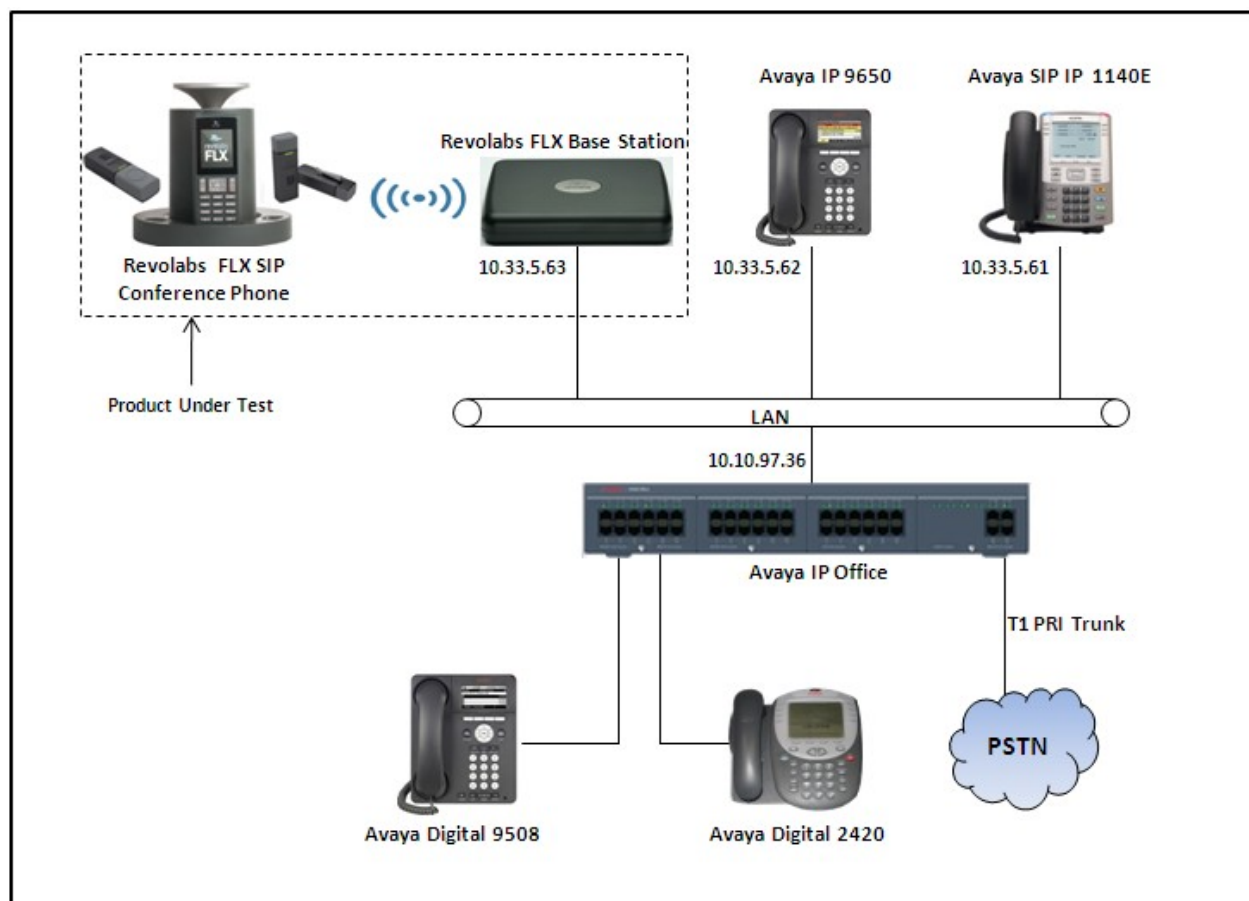 Avaya IP 9650
Avaya SIP IP 1140E
Revolabs FLX Base Station
revolabs
FLX
Revolabs FLX SIP
Conference Phone
10.33.5.63
10.33.5.62
10.33.5.61
Product Under Test
LAN
10.10.97.36
Avaya IP Office
T1 PRI Trunk
PSTN
Avaya Digital 9508
Avaya Digital 2420